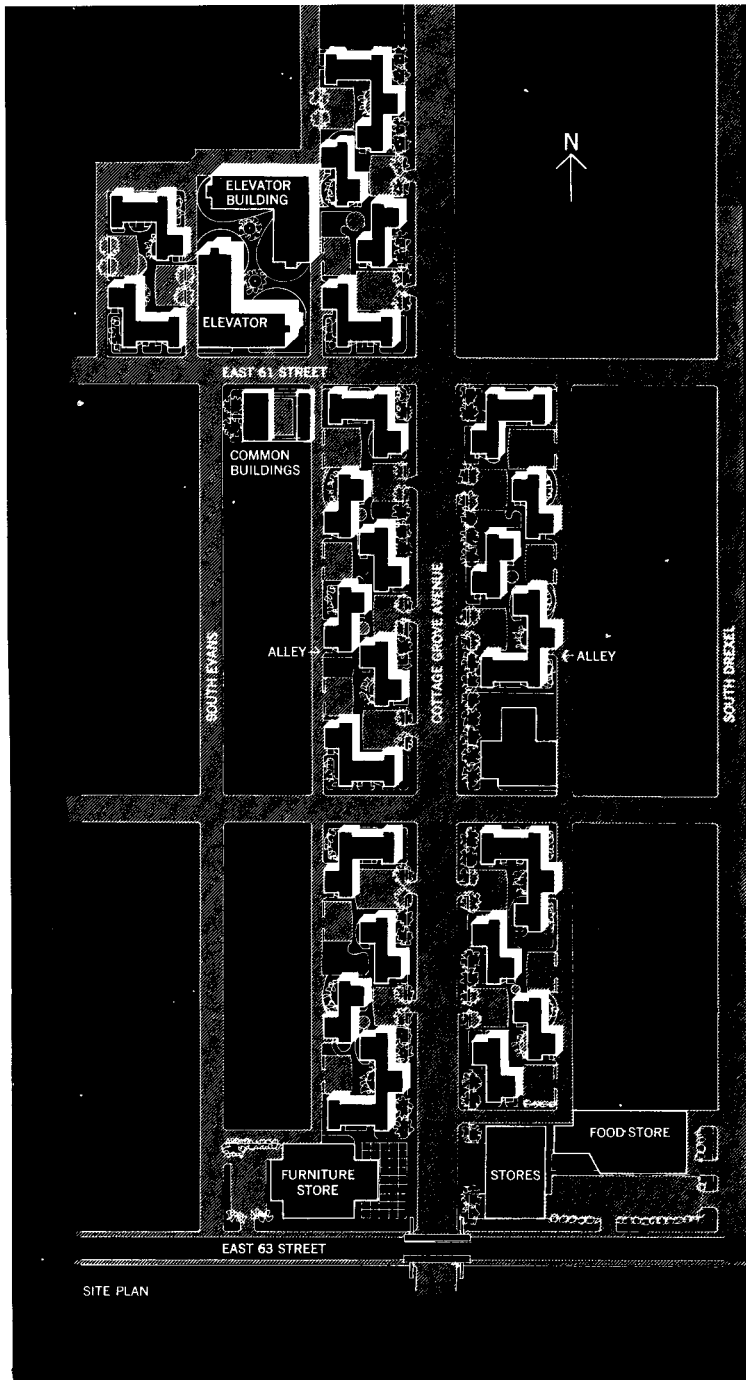 N
ELEVATOR
BUILDING
ELEVATOR
EAST 61 STREET
COMMON
BUILDINGS
SOUTH EVANS
ALLEY
COTTAGE GROVE AVENUE
ALLEY
SOUTH DREXEL
FURNITURE
STORE
STORES
FOOD STORE
EAST 63 STREET
SITE PLAN